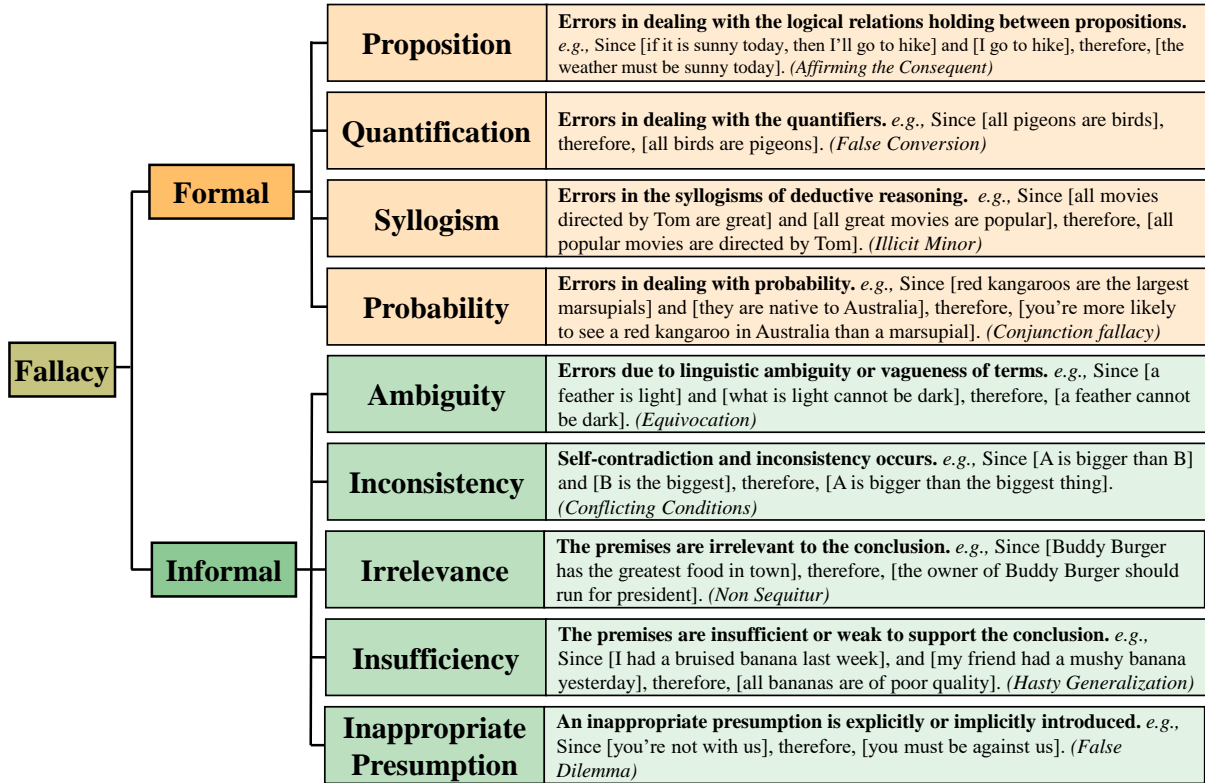 Fallacy
Formal
Proposition
Errors in dealing with the logical relations holding between propositions.
e.g., Since [if it is sunny today, then I'll go to hike] and [I go to hike], therefore, [the
weather must be sunny today]. (Affirming the Consequent)
Quantification
Errors in dealing with the quantifiers. e.g., Since [all pigeons are birds],
therefore, [all birds are pigeons]. (False Conversion)
Syllogism
Errors in the syllogisms of deductive reasoning. e.g., Since [all movies
directed by Tom are great] and [all great movies are popular], therefore, [all
popular movies are directed by Tom]. (Illicit Minor)
Probability
Errors in dealing with probability. e.g., Since [red kangaroos are the largest
marsupials] and [they are native to Australia], therefore, [you're more likely
to see a red kangaroo in Australia than a marsupial]. (Conjunction fallacy)
Informal
Ambiguity
Errors due to linguistic ambiguity or vagueness of terms. e.g., Since [a
feather is light] and [what is light cannot be dark], therefore, [a feather cannot
be dark]. (Equivocation)
Inconsistency
Self-contradiction and inconsistency occurs. e.g., Since [A is bigger than B]
and [B is the biggest], therefore, [A is bigger than the biggest thing].
(Conflicting Conditions)
Irrelevance
The premises are irrelevant to the conclusion. e.g., Since [Buddy Burger
has the greatest food in town], therefore, [the owner of Buddy Burger should
run for president]. (Non Sequitur)
Insufficiency
The premises are insufficient or weak to support the conclusion. e.g.,
Since [I had a bruised banana last week], and [my friend had a mushy banana
yesterday], therefore, [all bananas are of poor quality]. (Hasty Generalization)
Inappropriate
Presumption
An inappropriate presumption is explicitly or implicitly introduced. e.g.,
Since [you're not with us], therefore, [you must be against us]. (False
Dilemma)